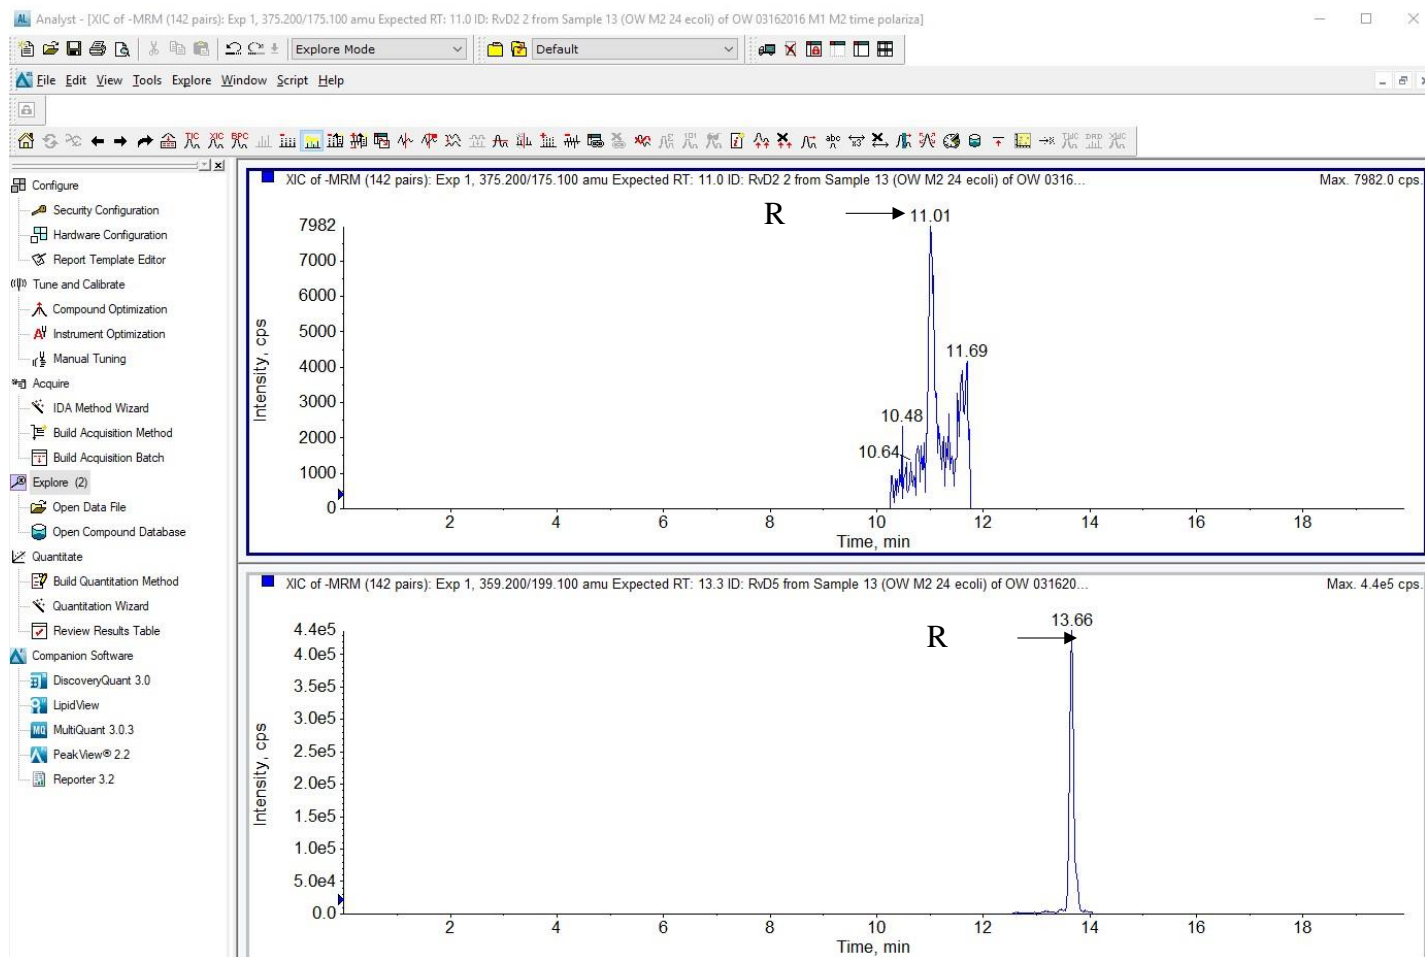 Analyst - [XIC of -MRM (142 pairs): Exp 1, 375.200/175.100 amu Expected RT: 11.0 ID: RvD2 2 from Sample 13 (OW M2 24 ecoli) of OW 03162016 M1 M2 time polariza]
Explore Mode
Default
File Edit View Tools Explore Window Script Help
TIC XIC BPC
Configure
Security Configuration
Hardware Configuration
Report Template Editor
Tune and Calibrate
Compound Optimization
Instrument Optimization
Manual Tuning
Acquire
IDA Method Wizard
Build Acquisition Method
Build Acquisition Batch
Explore (2)
Open Data File
Open Compound Database
Quantitate
Build Quantitation Method
Quantitation Wizard
Review Results Table
Companion Software
DiscoveryQuant 3.0
LipidView
MultiQuant 3.0.3
PeakView® 2.2
Reporter 3.2
XIC of -MRM (142 pairs): Exp 1, 375.200/175.100 amu Expected RT: 11.0 ID: RvD2 2 from Sample 13 (OW M2 24 ecoli) of OW 0316...
Max. 7982.0 cps.
R
11.01
11.69
10.48
10.64
Intensity, cps
7982
7000
6000
5000
4000
3000
2000
1000
0
2 4 6 8 10 12 14 16 18
Time, min
XIC of -MRM (142 pairs): Exp 1, 359.200/199.100 amu Expected RT: 13.3 ID: RvD5 from Sample 13 (OW M2 24 ecoli) of OW 031620...
Max. 4.4e5 cps.
R
13.66
Intensity, cps
4.4e5
4.0e5
3.5e5
3.0e5
2.5e5
2.0e5
1.5e5
1.0e5
5.0e4
0.0
2 4 6 8 10 12 14 16 18
Time, min